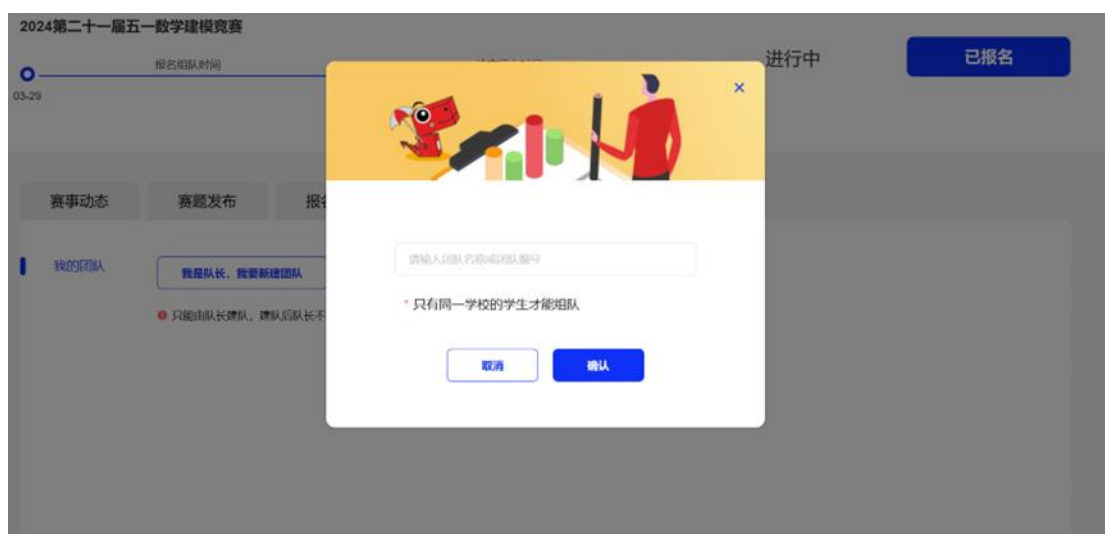 2024第二十一届五一数学建模竞赛
报名组队时间
进行中
已报名
03-29
赛事动态
赛题发布
报名
我的团队
我是队长，我要新建团队
请输入团队名称或团队编号
只能由队长建队，建队后队长不
* 只有同一学校的学生才能组队
取消
确认